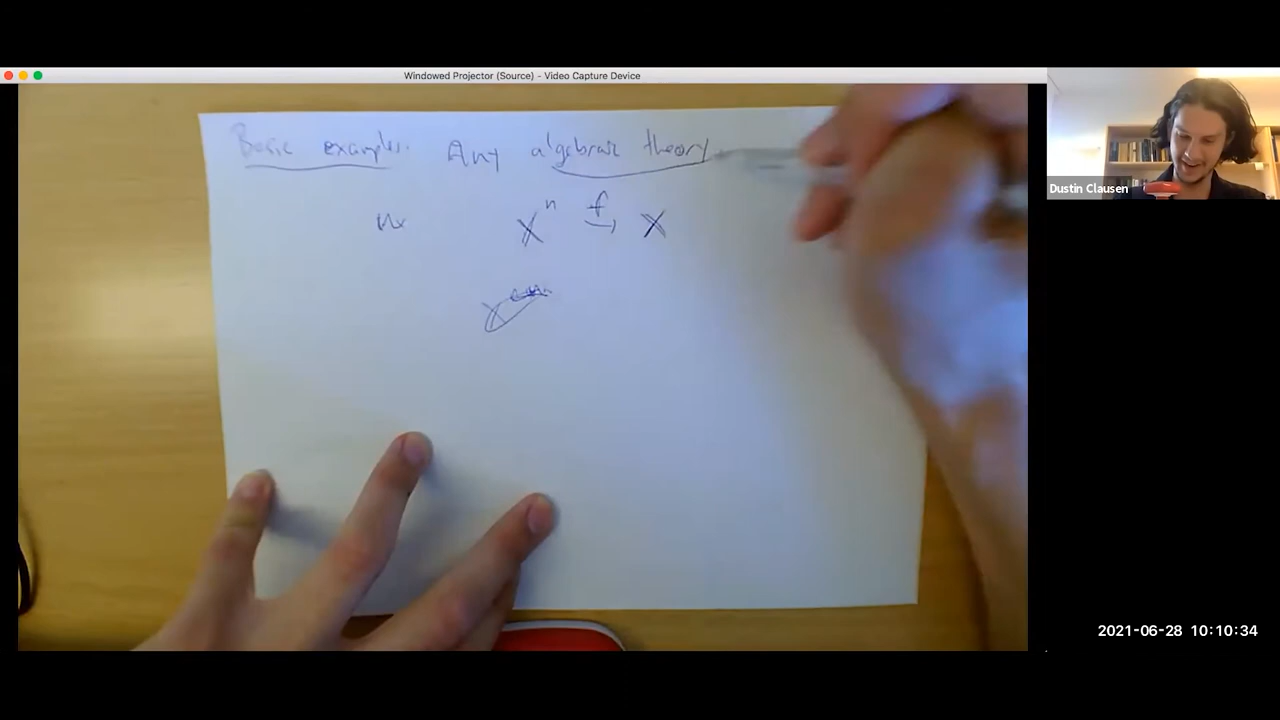 Windowed Projector (Source) - Video Capture Device
Basic examples. Any algebraic theory.
X^n f → X
Dustin Clausen
2021-06-28 10:10:34